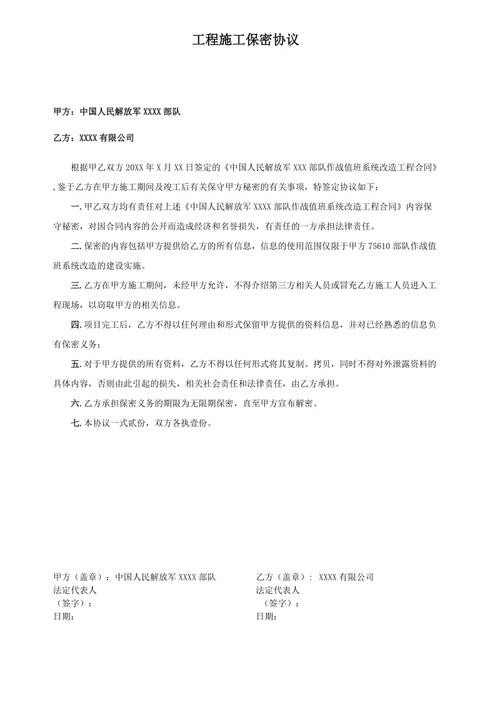 工程施工保密协议
甲方：中国人民解放军 XXXX 部队
乙方：XXXX 有限公司
根据甲乙双方 20XX 年 X 月 XX 日签定的《中国人民解放军 XXX 部队作战值班系统改造工程合同》
,鉴于乙方在甲方施工期间及竣工后有关保守甲方秘密的有关事项，特签定协议如下：
一.甲乙双方均有责任对上述《中国人民解放军 XXXX 部队作战值班系统改造工程合同》内容保
守秘密，对因合同内容的公开而造成经济和名誉损失，有责任的一方承担法律责任。
二.保密的内容包括甲方提供给乙方的所有信息，信息的使用范围仅限于甲方 75610 部队作战值
班系统改造的建设实施。
三.乙方在甲方施工期间，未经甲方允许，不得介绍第三方相关人员或冒充乙方施工人员进入工
程现场，以窃取甲方的相关信息。
四.项目完工后，乙方不得以任何理由和形式保留甲方提供的资料信息，并对已经熟悉的信息负
有保密义务；
五.对于甲方提供的所有资料，乙方不得以任何形式将其复制、拷贝，同时不得对外泄露资料的
具体内容，否则由此引起的损失，相关社会责任和法律责任，由乙方承担。
六.乙方承担保密义务的期限为无限期保密，直至甲方宣布解密。
七.本协议一式贰份，双方各执壹份。
甲方（盖章）：中国人民解放军 XXXX 部队 乙方（盖章）： XXXX 有限公司
法定代表人 法定代表人
（签字）： （签字）：
日期： 日期：